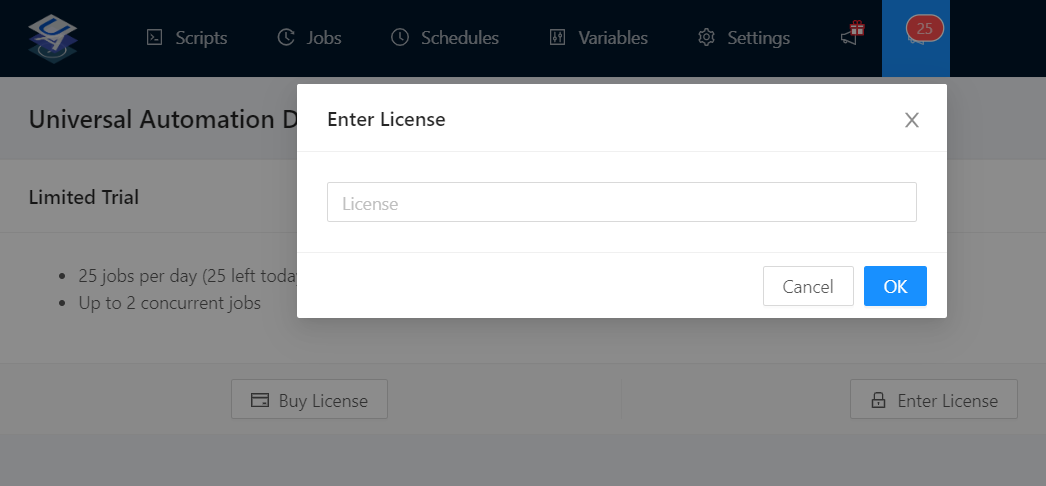 Scripts
Jobs
Schedules
Variables
Settings
25
Universal Automation D
Enter License
Limited Trial
License
25 jobs per day (25 left toda
Up to 2 concurrent jobs
Cancel
OK
Buy License
Enter License